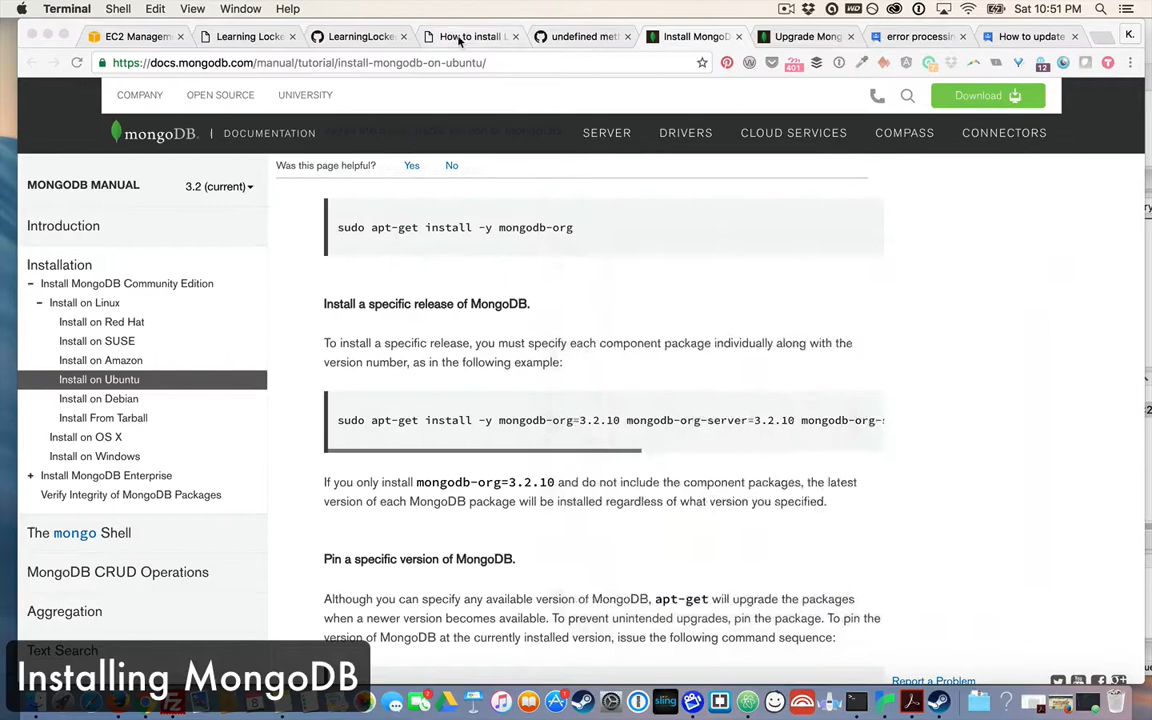 Terminal Shell Edit View Window Help Sat 10:51 PM
EC2 Managem Learning Locke LearningLocke How to install L undefined met Install MongoD Upgrade Mong error processin How to update K.
https://docs.mongodb.com/manual/tutorial/install-mongodb-on-ubuntu/
401
12
COMPANY OPEN SOURCE UNIVERSITY Download
mongoDB. DOCUMENTATION SERVER DRIVERS CLOUD SERVICES COMPASS CONNECTORS
Was this page helpful? Yes No
MONGODB MANUAL 3.2 (current)
Introduction
Installation
Install MongoDB Community Edition
Install on Linux
Install on Red Hat
Install on SUSE
Install on Amazon
Install on Ubuntu
Install on Debian
Install From Tarball
Install on OS X
Install on Windows
Install MongoDB Enterprise
Verify Integrity of MongoDB Packages
The mongo Shell
MongoDB CRUD Operations
Aggregation
Text Search
sudo apt-get install -y mongodb-org
Install a specific release of MongoDB.
To install a specific release, you must specify each component package individually along with the
version number, as in the following example:
sudo apt-get install -y mongodb-org=3.2.10 mongodb-org-server=3.2.10 mongodb-org-s
If you only install mongodb-org=3.2.10 and do not include the component packages, the latest
version of each MongoDB package will be installed regardless of what version you specified.
Pin a specific version of MongoDB.
Although you can specify any available version of MongoDB, apt-get will upgrade the packages
when a newer version becomes available. To prevent unintended upgrades, pin the package. To pin the
version of MongoDB at the currently installed version, issue the following command sequence:
Report a Problem
Installing MongoDB
sling